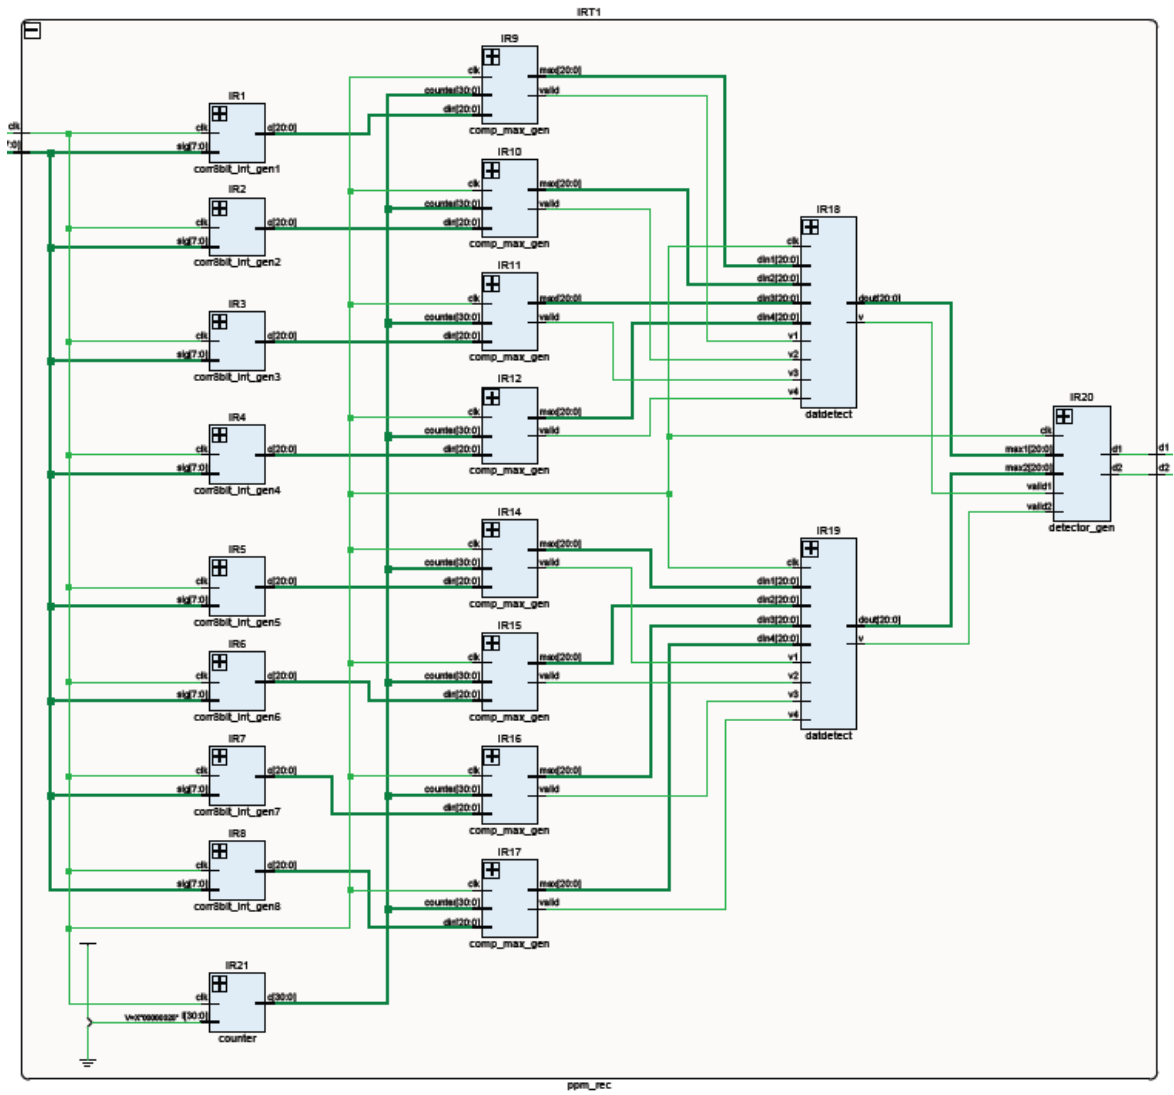 IRT1
clk
7:0]
IR1
clk
sig[7:0]
c[20:0]
corr8bit_int_gen1
IR2
clk
sig[7:0]
c[20:0]
corr8bit_int_gen2
IR3
clk
sig[7:0]
c[20:0]
corr8bit_int_gen3
IR4
clk
sig[7:0]
c[20:0]
corr8bit_int_gen4
IR5
clk
sig[7:0]
c[20:0]
corr8bit_int_gen5
IR6
clk
sig[7:0]
c[20:0]
corr8bit_int_gen6
IR7
clk
sig[7:0]
c[20:0]
corr8bit_int_gen7
IR8
clk
sig[7:0]
c[20:0]
corr8bit_int_gen8
IR21
clk
l[30:0]
c[30:0]
counter
IR9
clk
counter[30:0]
din[20:0]
max[20:0]
valid
comp_max_gen
IR10
clk
counter[30:0]
din[20:0]
max[20:0]
valid
comp_max_gen
IR11
clk
counter[30:0]
din[20:0]
max[20:0]
valid
comp_max_gen
IR12
clk
counter[30:0]
din[20:0]
max[20:0]
valid
comp_max_gen
IR14
clk
counter[30:0]
din[20:0]
max[20:0]
valid
comp_max_gen
IR15
clk
counter[30:0]
din[20:0]
max[20:0]
valid
comp_max_gen
IR16
clk
counter[30:0]
din[20:0]
max[20:0]
valid
comp_max_gen
IR17
clk
counter[30:0]
din[20:0]
max[20:0]
valid
comp_max_gen
IR18
clk
din1[20:0]
din2[20:0]
din3[20:0]
din4[20:0]
v1
v2
v3
v4
dout[20:0]
v
datdetect
IR19
clk
din1[20:0]
din2[20:0]
din3[20:0]
din4[20:0]
v1
v2
v3
v4
dout[20:0]
v
datdetect
IR20
clk
max1[20:0]
max2[20:0]
valid1
valid2
d1
d2
detector_gen
d1
d2
ppm_rec